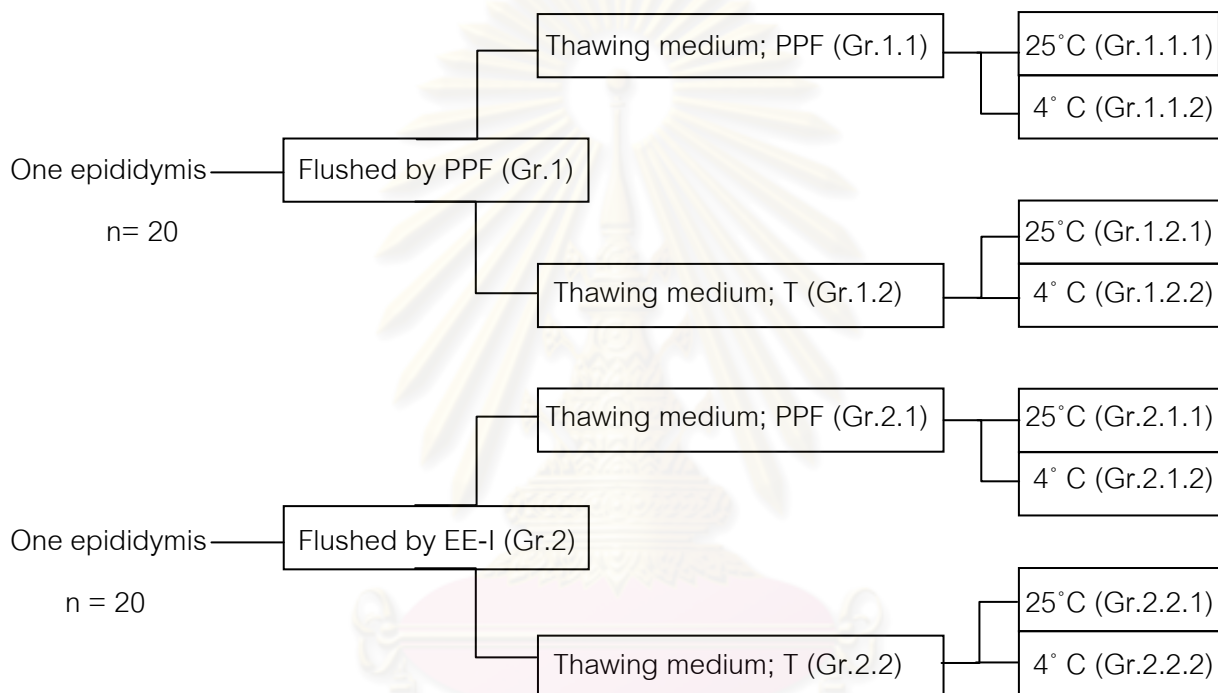 Thawing medium; PPF (Gr.1.1)
25°C (Gr.1.1.1)
4° C (Gr.1.1.2)
One epididymis
n= 20
Flushed by PPF (Gr.1)
Thawing medium; T (Gr.1.2)
25°C (Gr.1.2.1)
4° C (Gr.1.2.2)
Thawing medium; PPF (Gr.2.1)
25°C (Gr.2.1.1)
4° C (Gr.2.1.2)
One epididymis
n = 20
Flushed by EE-I (Gr.2)
Thawing medium; T (Gr.2.2)
25°C (Gr.2.2.1)
4° C (Gr.2.2.2)